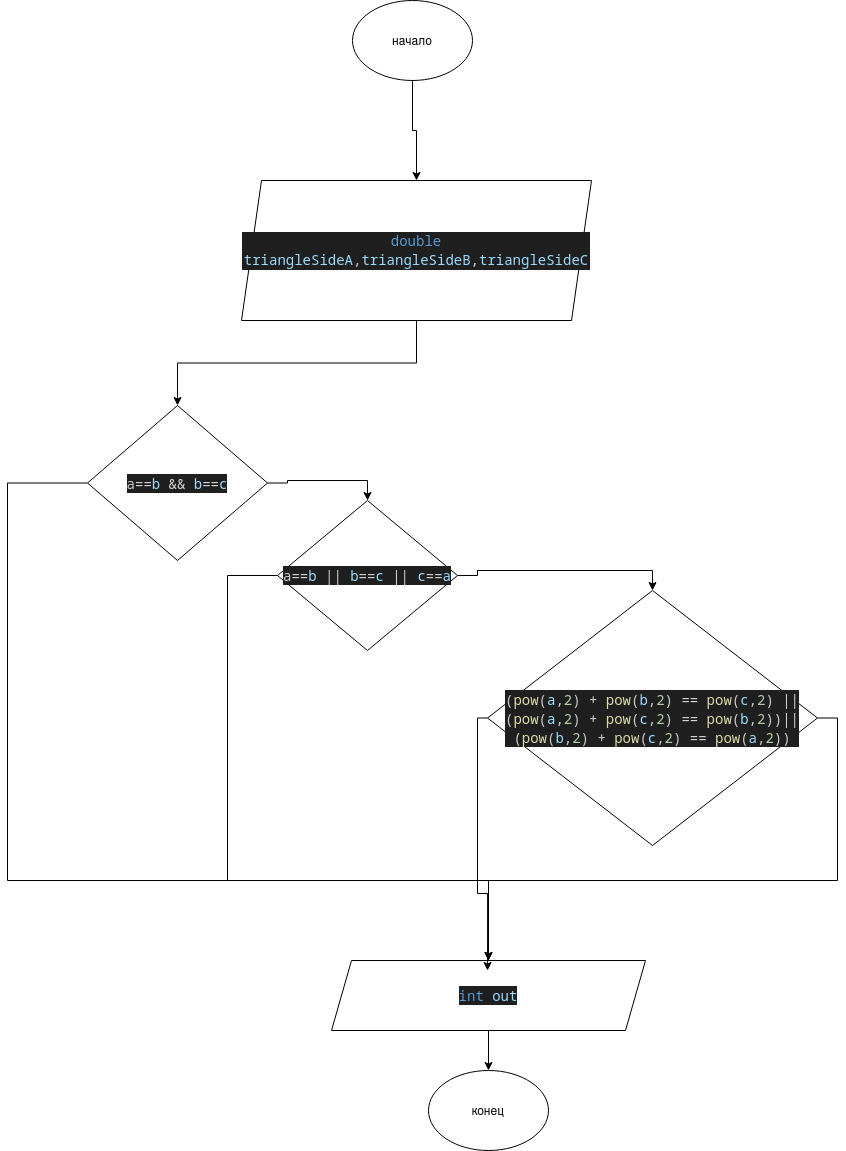 начало
double
triangleSideA,triangleSideB,triangleSideC
a==b && b==c
a==b || b==c || c==a
(pow(a,2) + pow(b,2) == pow(c,2) ||
(pow(a,2) + pow(c,2) == pow(b,2))||
(pow(b,2) + pow(c,2) == pow(a,2))
int out
конец